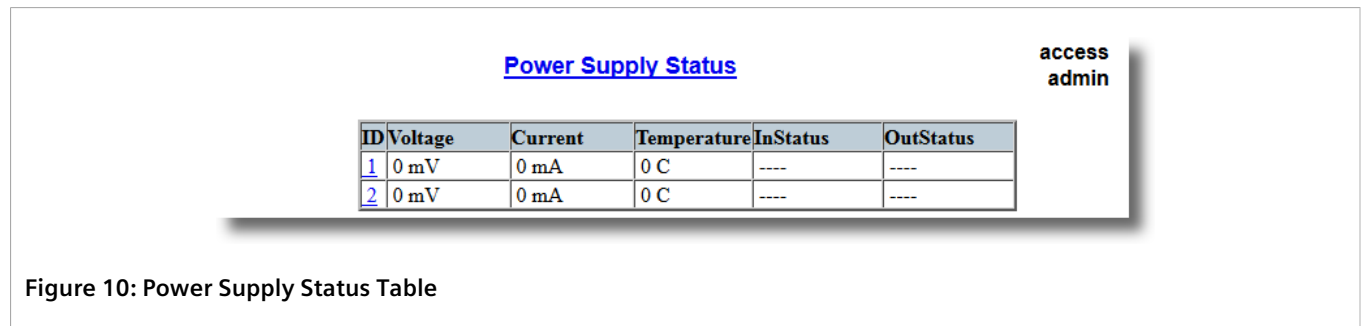 Power Supply Status
access
admin
ID Voltage Current Temperature InStatus OutStatus
1 0 mV 0 mA 0 C ---- ----
2 0 mV 0 mA 0 C ---- ----
Figure 10: Power Supply Status Table